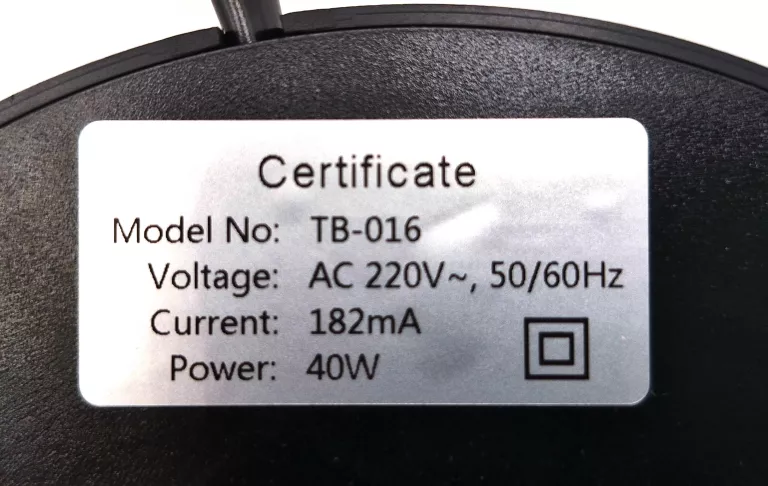 Certificate
Model No: TB-016
Voltage: AC 220V~, 50/60Hz
Current: 182mA
Power: 40W